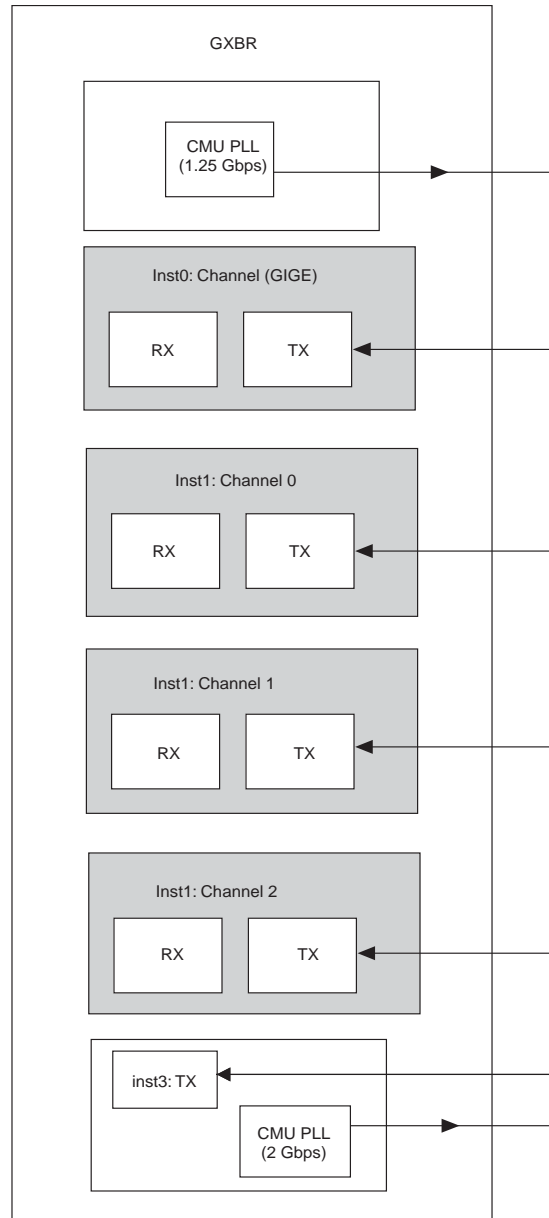 GXBR
CMU PLL
(1.25 Gbps)
Inst0: Channel (GIGE)
RX
TX
Inst1: Channel 0
RX
TX
Inst1: Channel 1
RX
TX
Inst1: Channel 2
RX
TX
inst3: TX
CMU PLL
(2 Gbps)